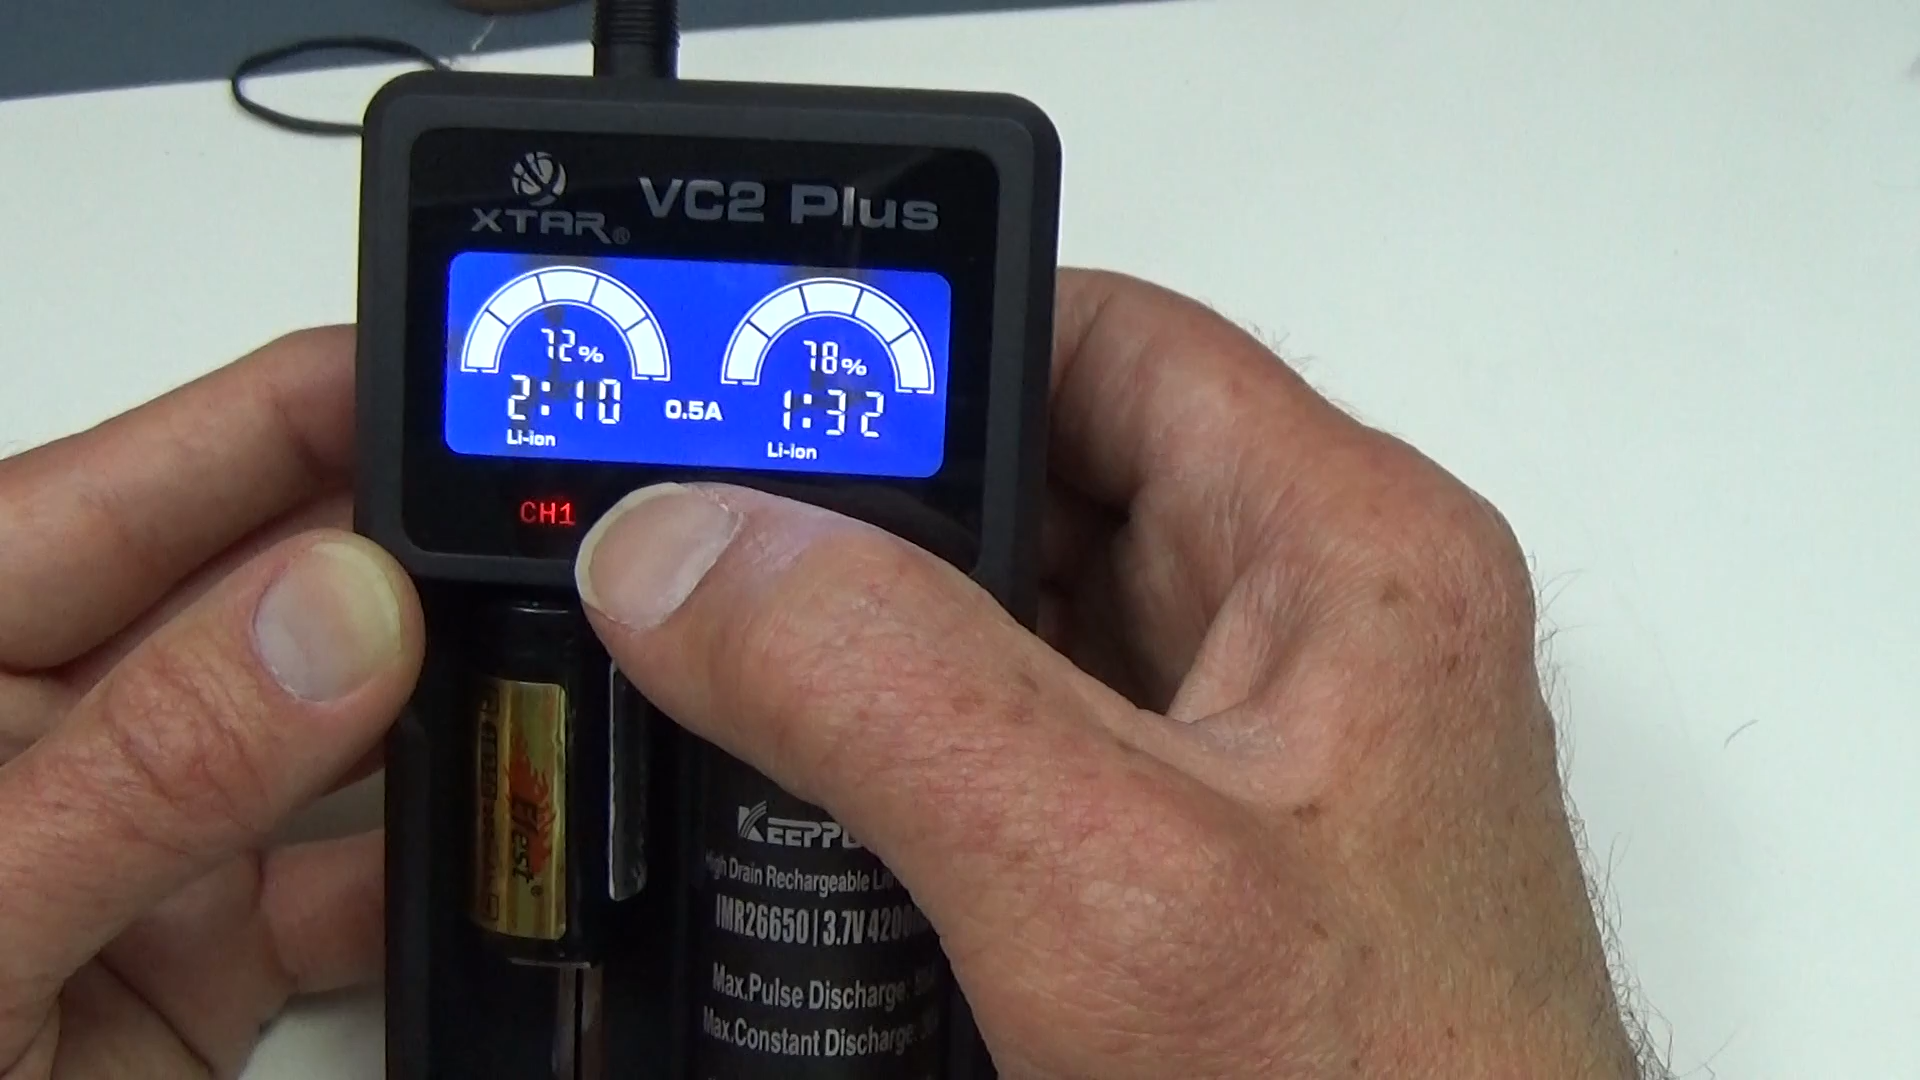 XTAR® VC2 Plus
72% 78%
2:10 0.5A 1:32
Li-ion Li-ion
CH1
Efest®
High Drain Rechargeable
IMR26650 | 3.7V
Max.Pulse Discharge:
Max.Constant Discharge: